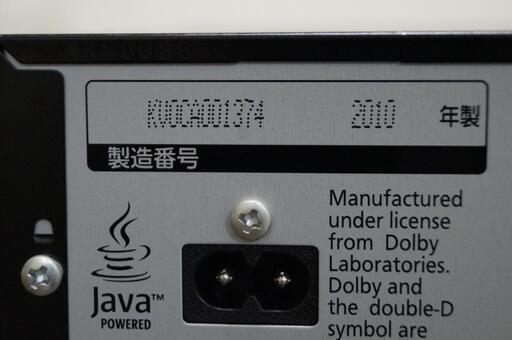 KW0CA001374 2010 年製
製造番号
Java™
POWERED
Manufactured
under license
from Dolby
Laboratories.
Dolby and
the double-D
symbol are